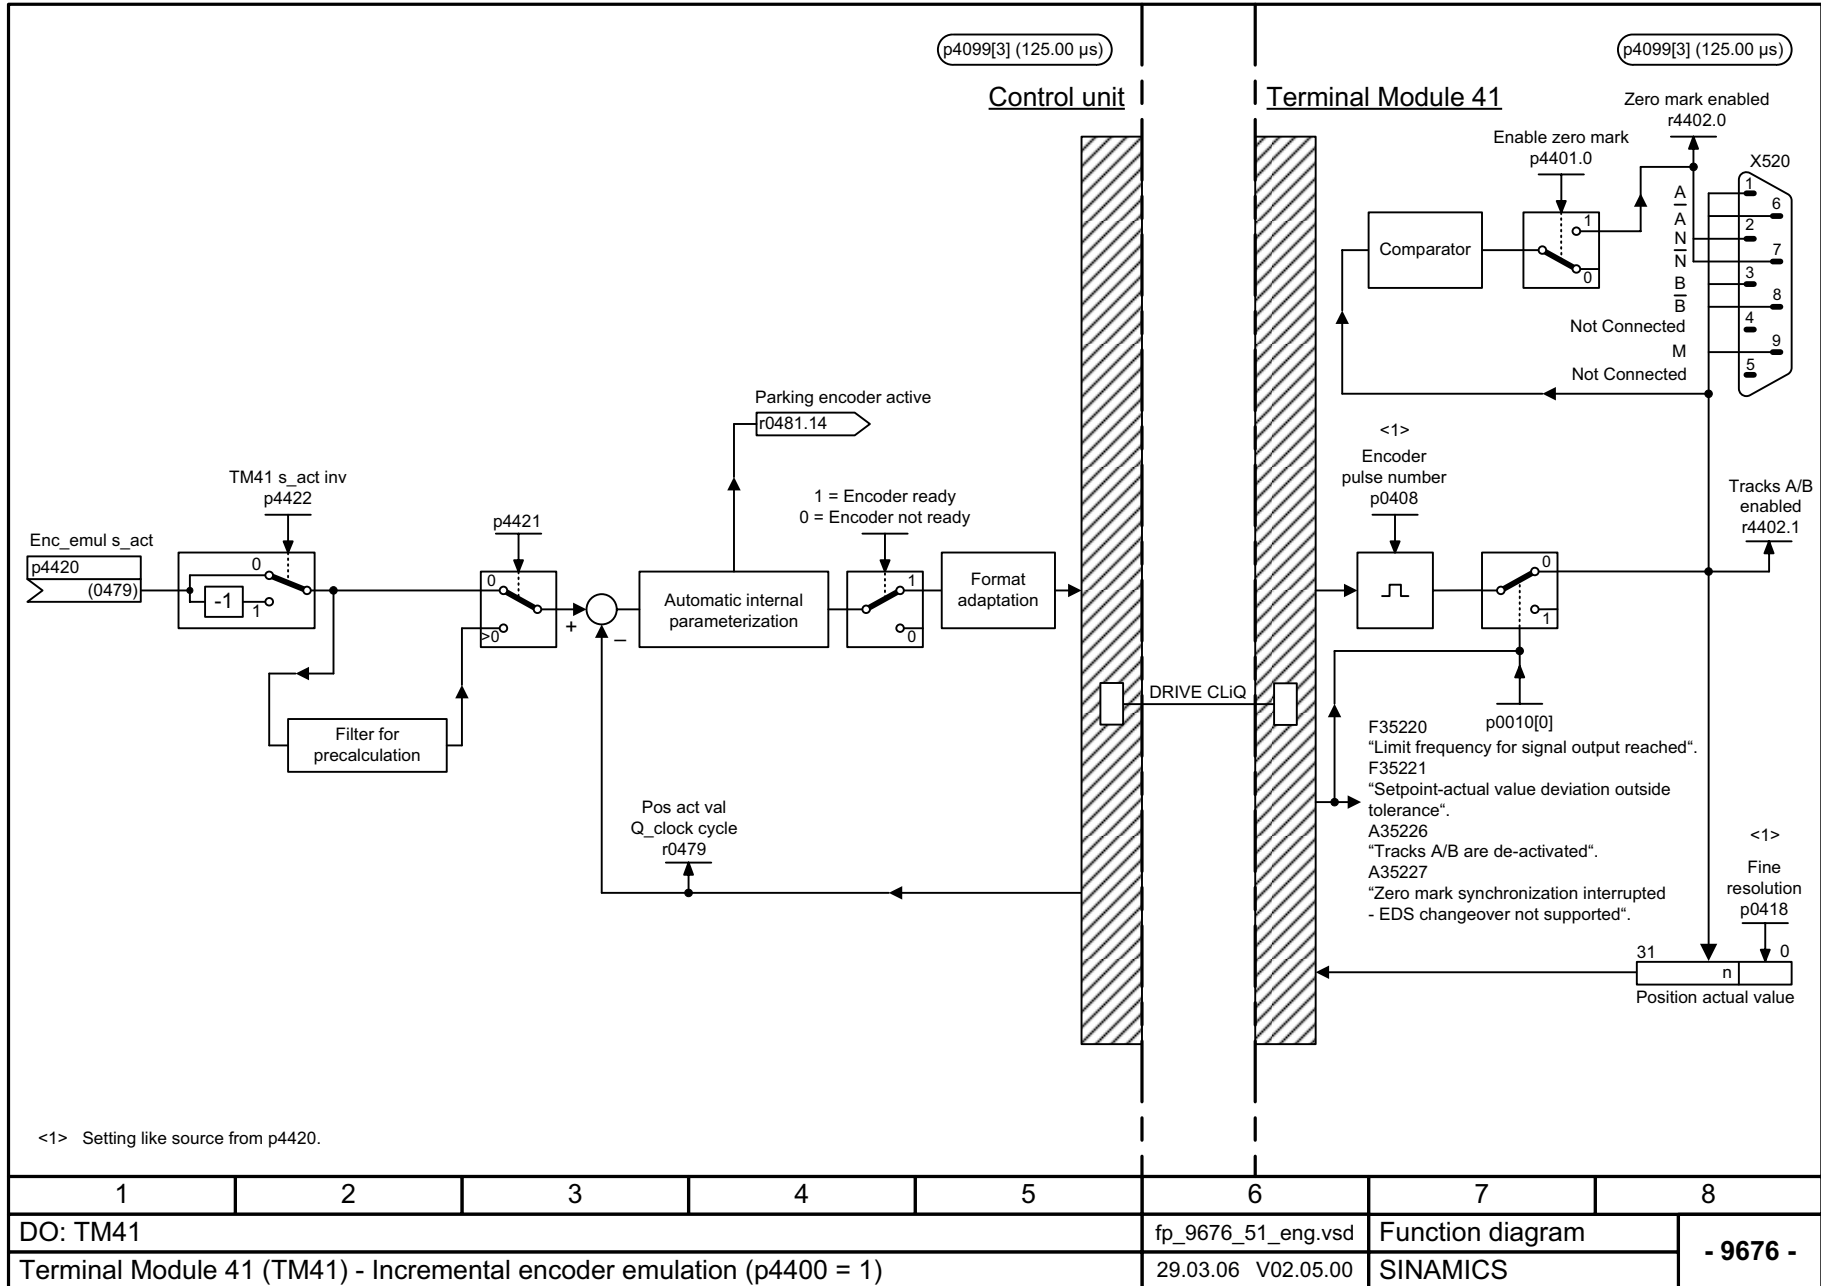 p4099[3] (125.00 µs)
p4099[3] (125.00 µs)
Control unit
Terminal Module 41
Zero mark enabled
r4402.0
Enable zero mark
p4401.0
X520
Comparator
1
0
A
A
N
N
B
B
Not Connected
M
Not Connected
1
6
2
7
3
8
4
9
5
Parking encoder active
r0481.14
TM41 s_act inv
p4422
Enc_emul s_act
p4420
(0479)
0
-1
1
p4421
0
>0
+
–
Automatic internal
parameterization
1 = Encoder ready
0 = Encoder not ready
1
0
Format
adaptation
Filter for
precalculation
Pos act val
Q_clock cycle
r0479
DRIVE CLiQ
<1>
Encoder
pulse number
p0408
0
1
p0010[0]
Tracks A/B
enabled
r4402.1
F35220
“Limit frequency for signal output reached“.
F35221
“Setpoint-actual value deviation outside
tolerance“.
A35226
“Tracks A/B are de-activated“.
A35227
“Zero mark synchronization interrupted
- EDS changeover not supported“.
<1>
Fine
resolution
p0418
31
0
n
Position actual value
<1> Setting like source from p4420.
1 2 3 4 5 6 7 8
DO: TM41
fp_9676_51_eng.vsd
Function diagram
- 9676 -
Terminal Module 41 (TM41) - Incremental encoder emulation (p4400 = 1)
29.03.06 V02.05.00
SINAMICS